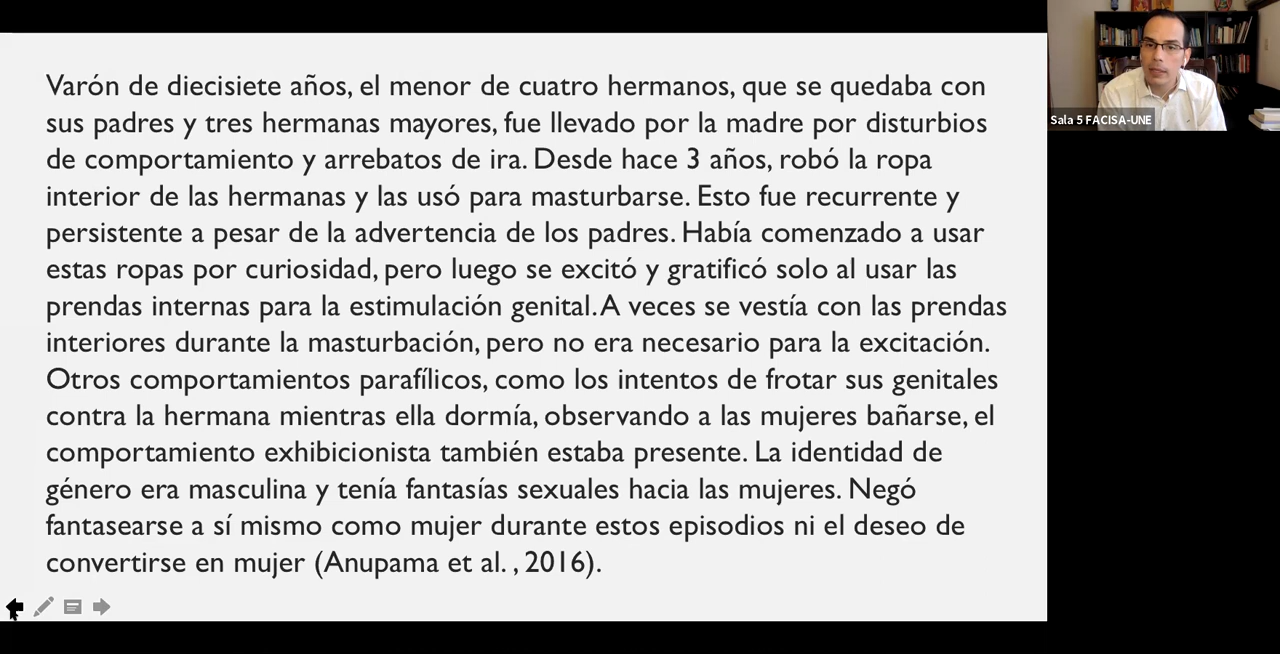 Varón de diecisiete años, el menor de cuatro hermanos, que se quedaba con
sus padres y tres hermanas mayores, fue llevado por la madre por disturbios
de comportamiento y arrebatos de ira. Desde hace 3 años, robó la ropa
interior de las hermanas y las usó para masturbarse. Esto fue recurrente y
persistente a pesar de la advertencia de los padres. Había comenzado a usar
estas ropas por curiosidad, pero luego se excitó y gratificó solo al usar las
prendas internas para la estimulación genital. A veces se vestía con las prendas
interiores durante la masturbación, pero no era necesario para la excitación.
Otros comportamientos parafílicos, como los intentos de frotar sus genitales
contra la hermana mientras ella dormía, observando a las mujeres bañarse, el
comportamiento exhibicionista también estaba presente. La identidad de
género era masculina y tenía fantasías sexuales hacia las mujeres. Negó
fantasearse a sí mismo como mujer durante estos episodios ni el deseo de
convertirse en mujer (Anupama et al. , 2016).
Sala 5 FACISA-UNE